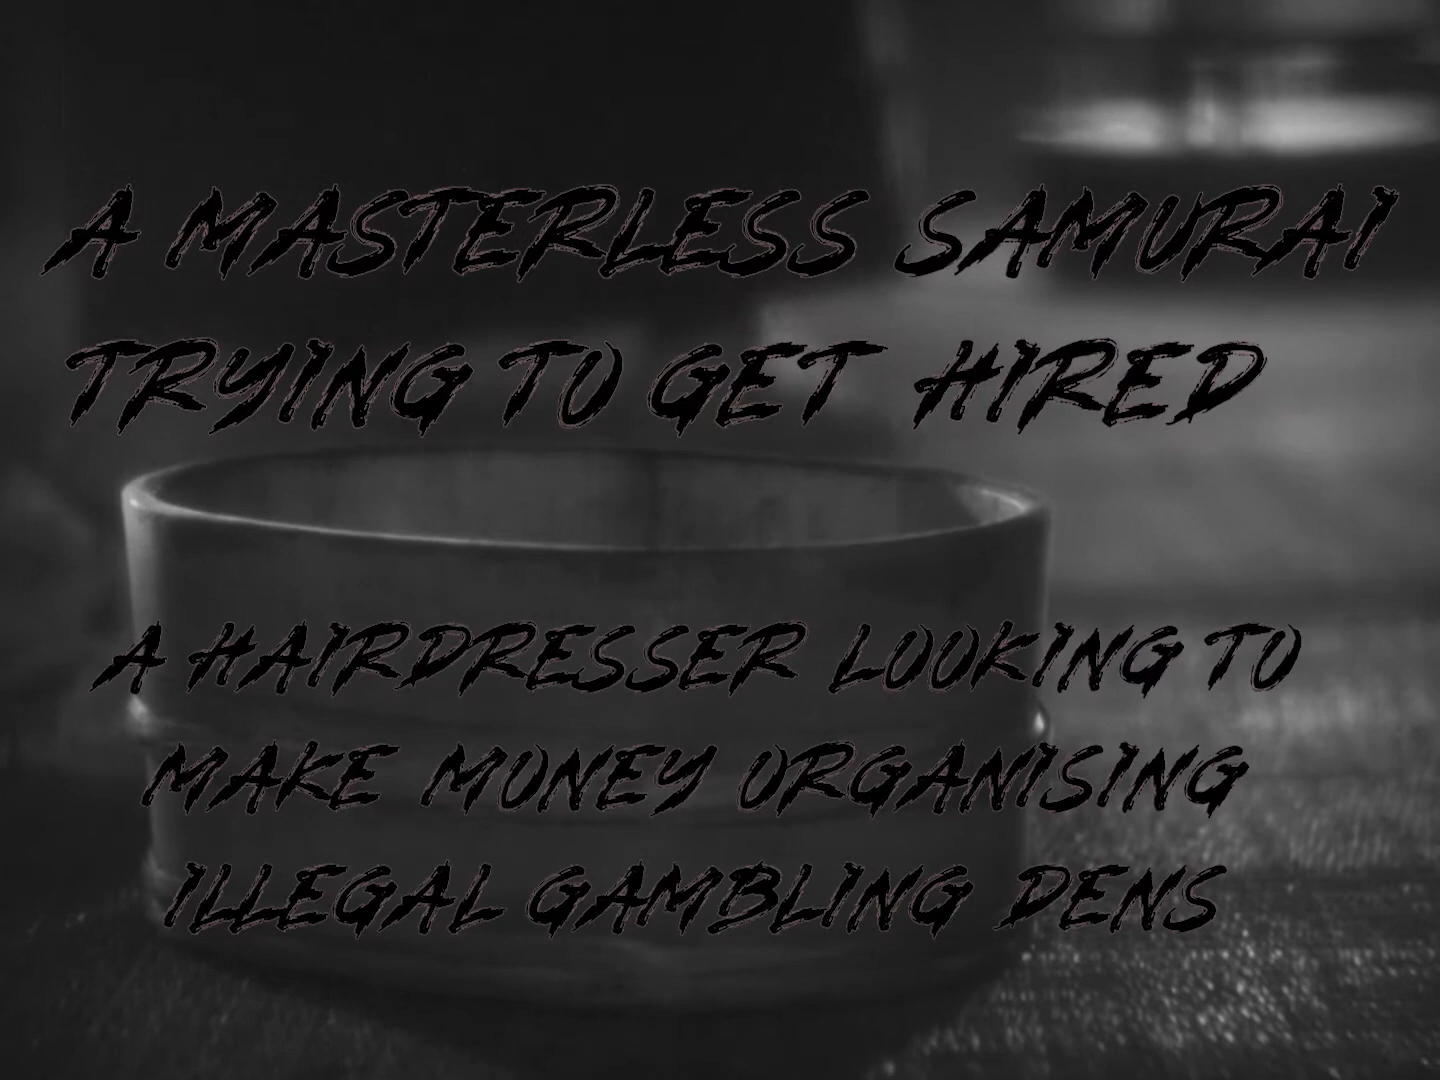 A MASTERLESS SAMURAI
TRYING TO GET HIRED
A HAIRDRESSER LOOKING TO
MAKE MONEY ORGANISING
ILLEGAL GAMBLING DENS